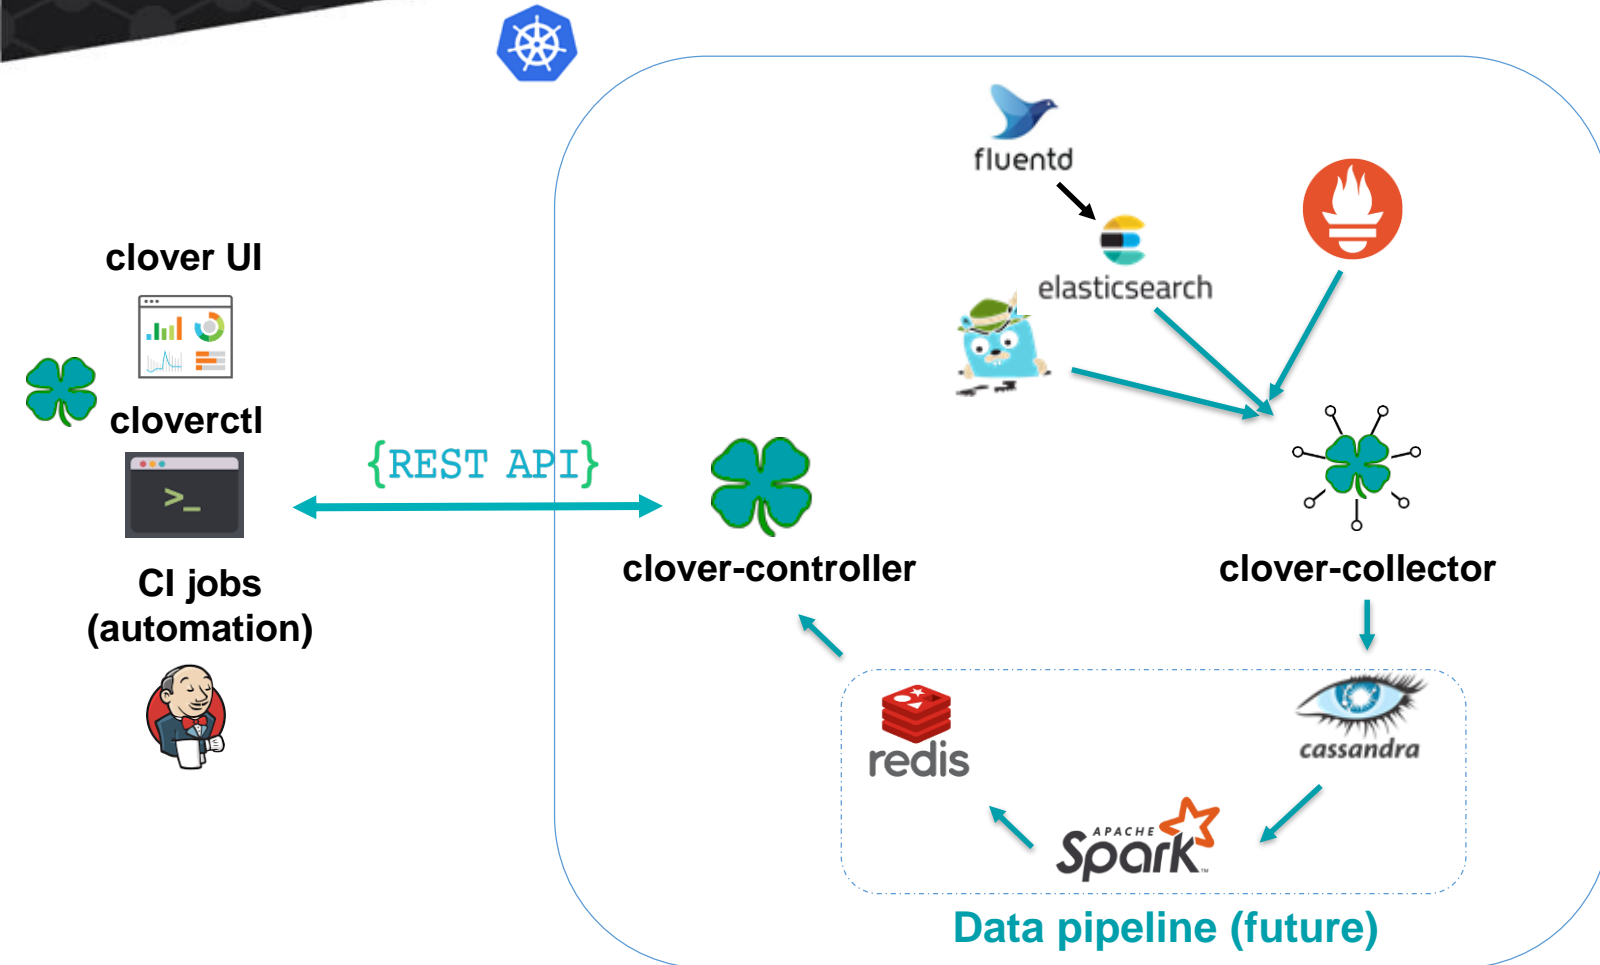 fluentd
elasticsearch
clover UI
cloverctl
>_
{REST API}
CI jobs
(automation)
clover-controller
clover-collector
redis
cassandra
APACHE
Spark
Data pipeline (future)